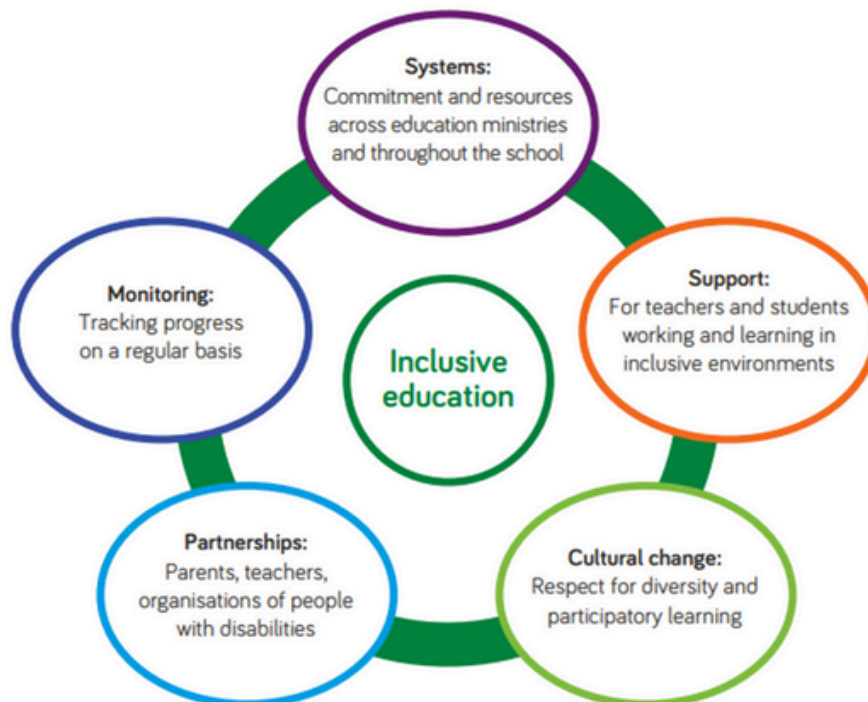 Systems:
Commitment and resources
across education ministries
and throughout the school
Support:
For teachers and students
working and learning in
inclusive environments
Cultural change:
Respect for diversity and
participatory learning
Partnerships:
Parents, teachers,
organisations of people
with disabilities
Monitoring:
Tracking progress
on a regular basis
Inclusive
education